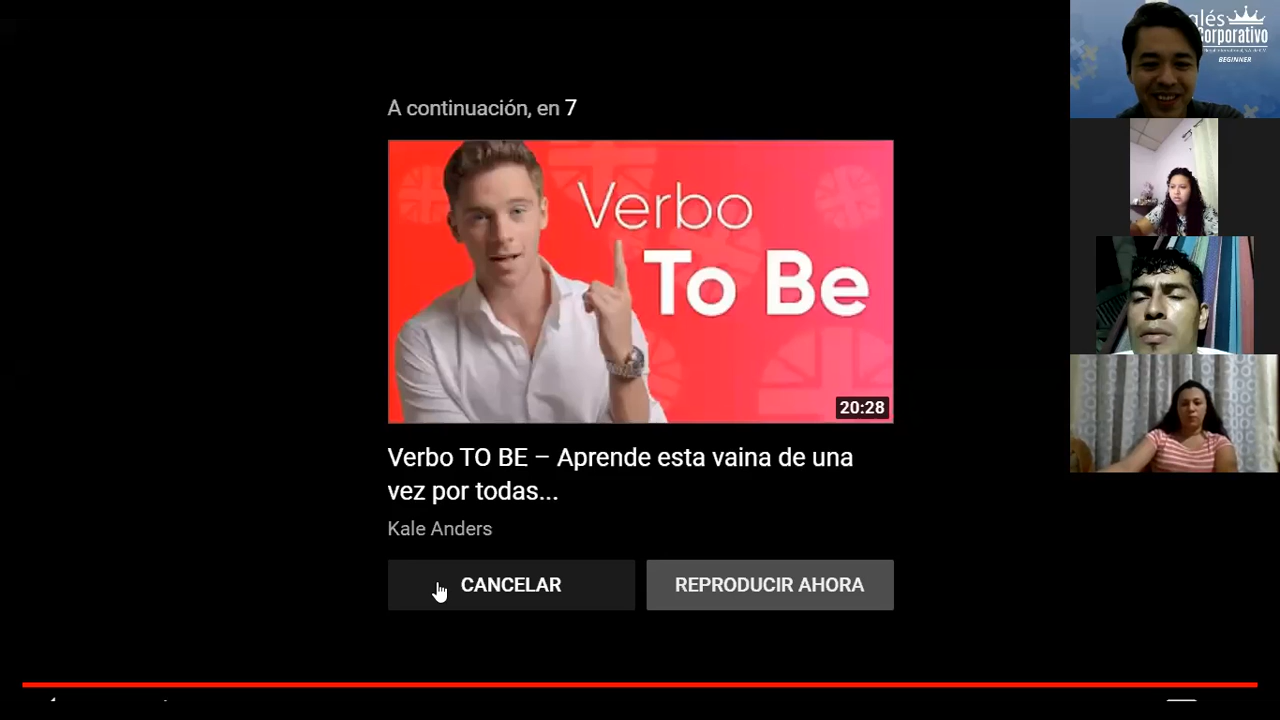 A continuación, en 7
Verbo
To Be
20:28
Verbo TO BE – Aprende esta vaina de una
vez por todas...
Kale Anders
CANCELAR
REPRODUCIR AHORA
Corporativo
BEGINNER